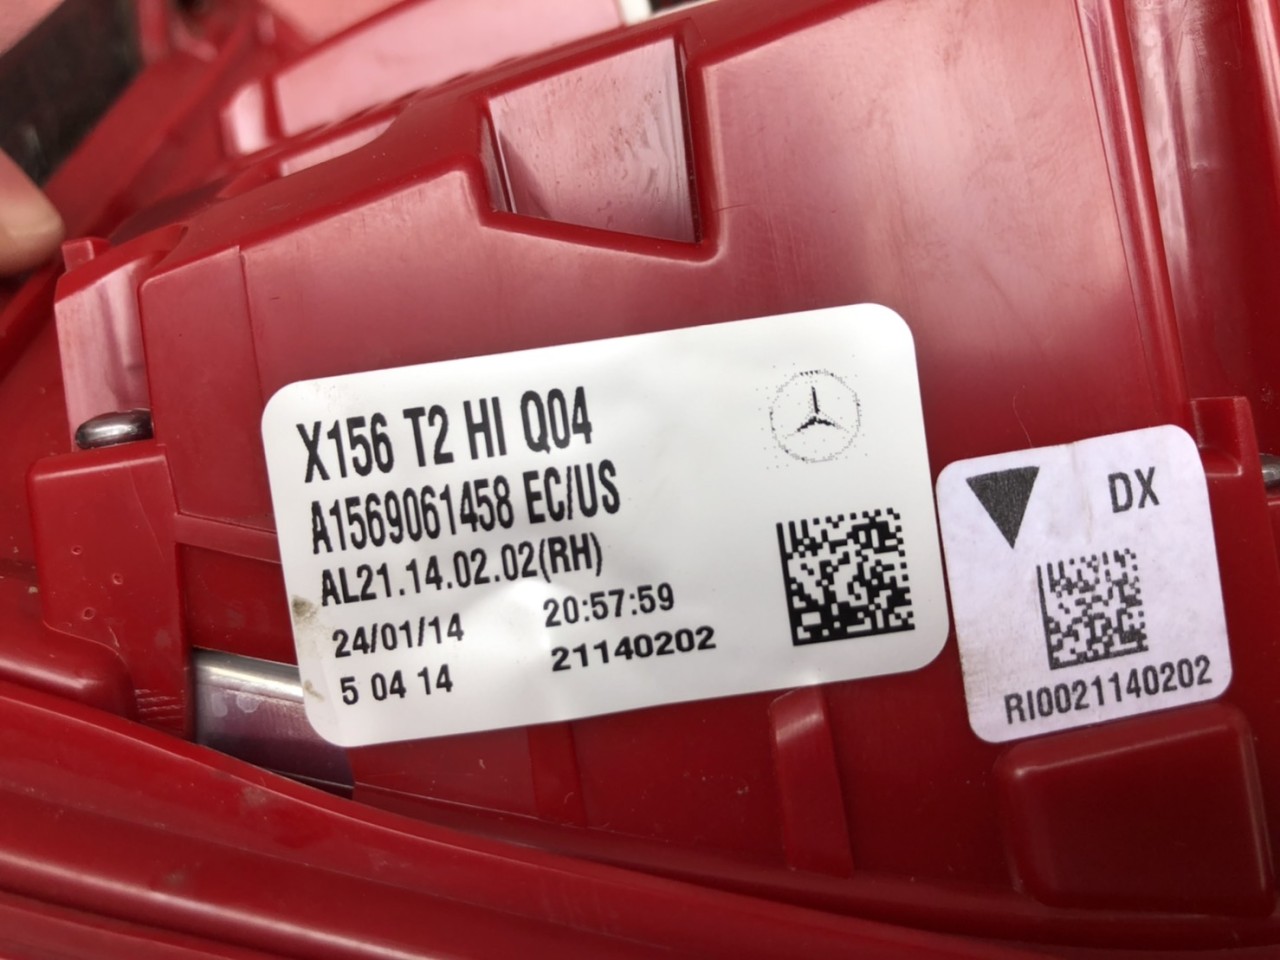 X156 T2 HI Q04
A1569061458 EC/US
AL21.14.02.02(RH)
24/01/14 20:57:59
5 04 14 21140202
DX
RI0021140202